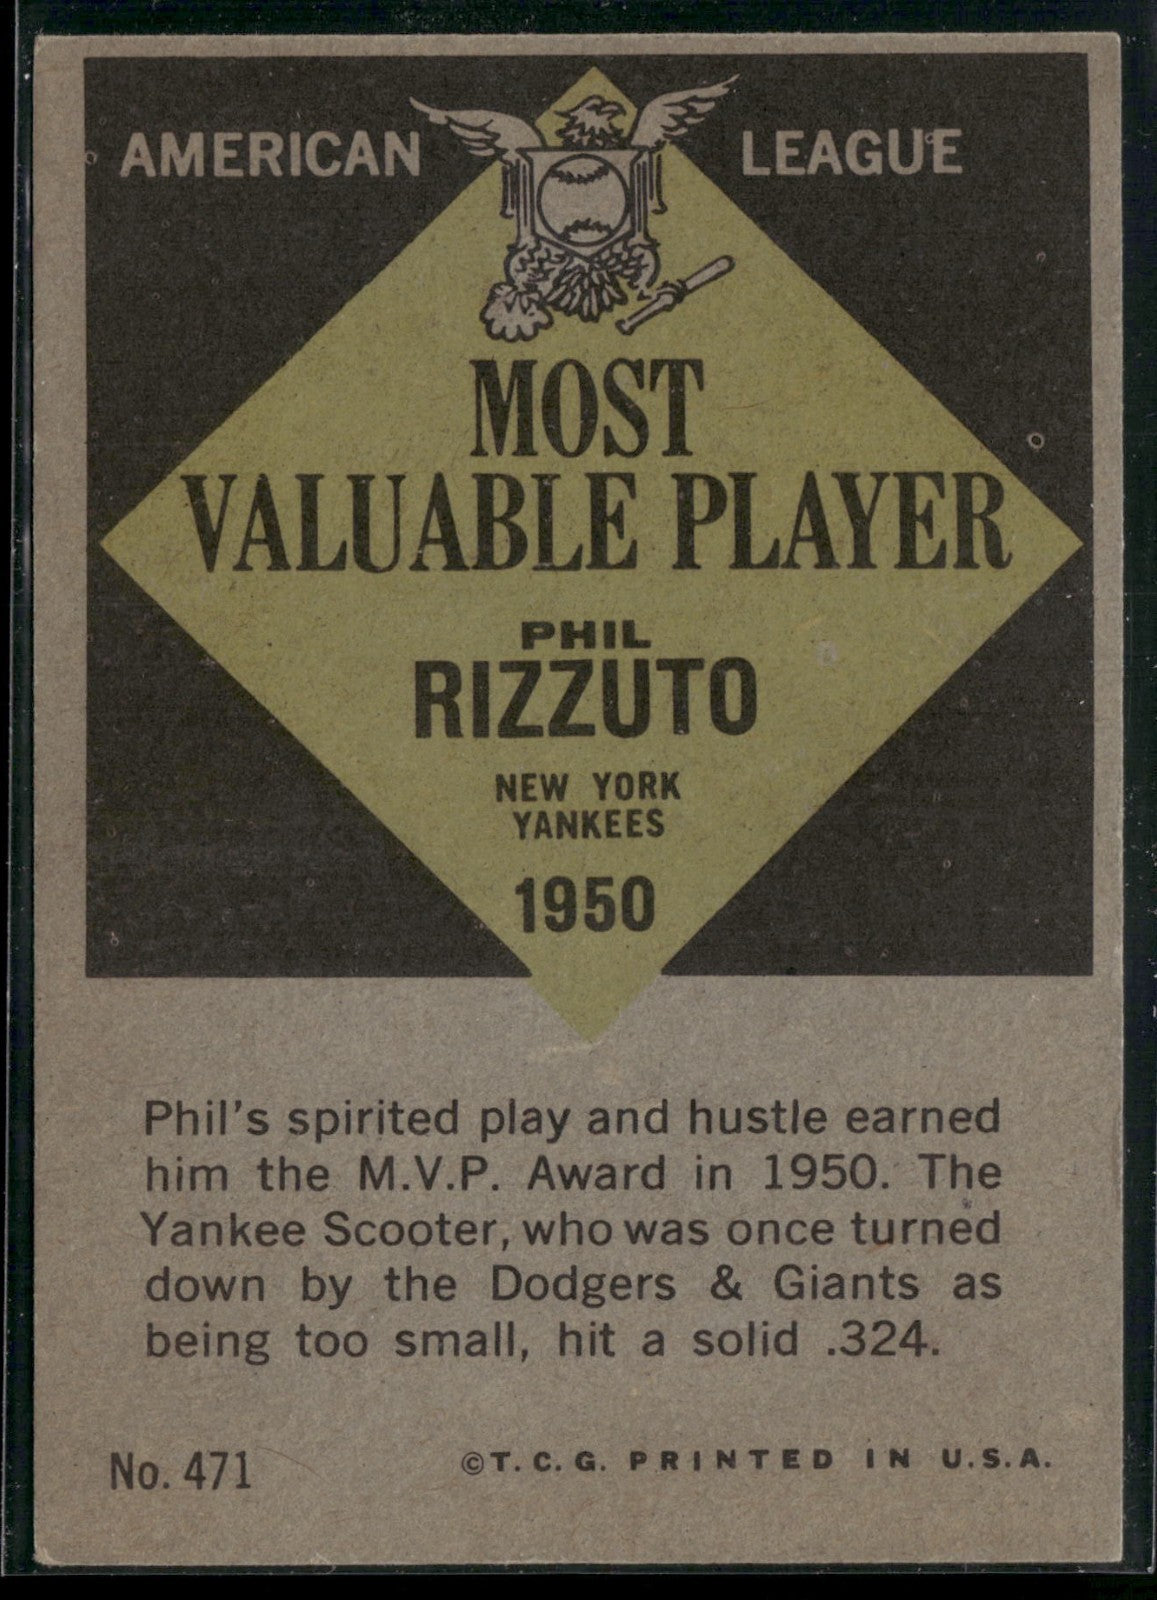 AMERICAN LEAGUE
MOST
VALUABLE PLAYER
PHIL
RIZZUTO
NEW YORK
YANKEES
1950
Phil's spirited play and hustle earned
him the M.V.P. Award in 1950. The
Yankee Scooter, who was once turned
down by the Dodgers & Giants as
being too small, hit a solid .324.
No. 471 ©T. C. G. PRINTED IN U.S.A.